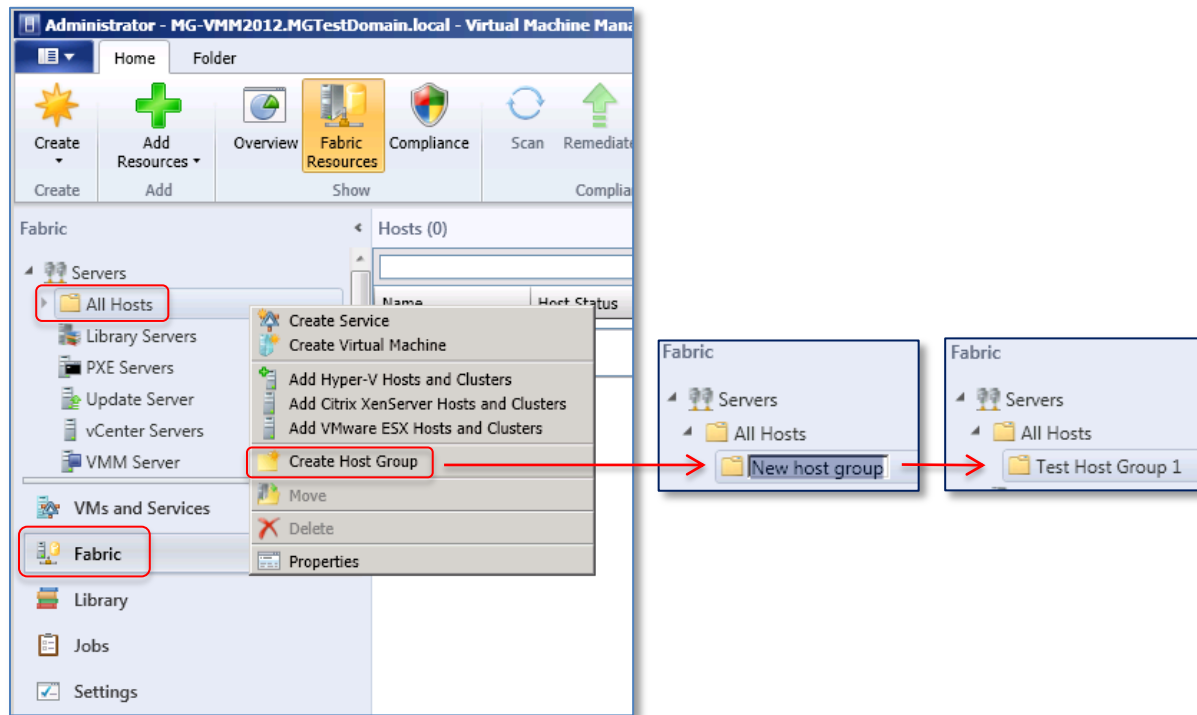 Administrator - MG-VMM2012.MGTestDomain.local - Virtual Machine
Home Folder
Create
Add Resources
Overview
Fabric Resources
Compliance
Scan
Remediate
Create Add Show
Fabric
Hosts (0)
Servers
All Hosts
Library Servers
PXE Servers
Update Server
vCenter Servers
VMM Server
VMs and Services
Fabric
Library
Jobs
Settings
Name Host Status
Create Service
Create Virtual Machine
Add Hyper-V Hosts and Clusters
Add Citrix XenServer Hosts and Clusters
Add VMware ESX Hosts and Clusters
Create Host Group
Move
Delete
Properties
Fabric
Servers
All Hosts
New host group
Fabric
Servers
All Hosts
Test Host Group 1